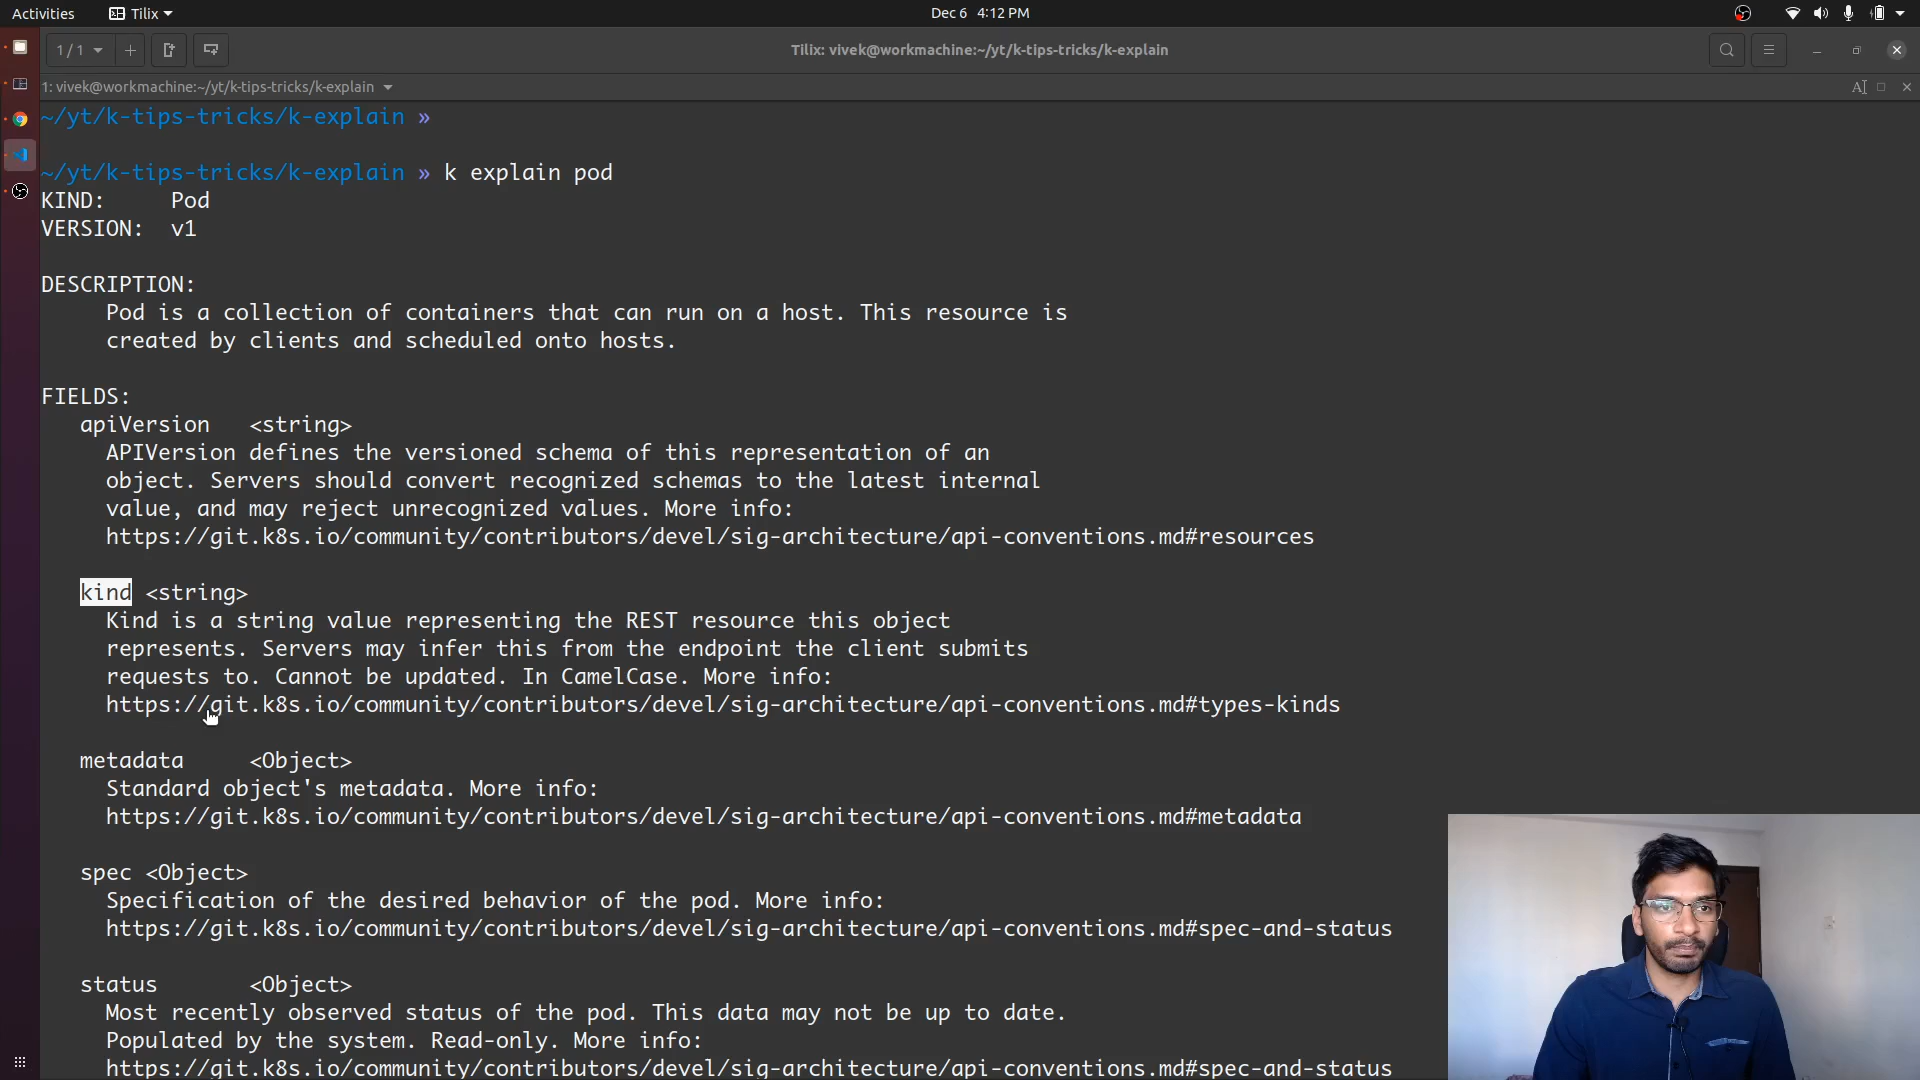 Activities Tilix Dec 6 4:12 PM
1 / 1 Tilix: vivek@workmachine:~/yt/k-tips-tricks/k-explain
1: vivek@workmachine:~/yt/k-tips-tricks/k-explain
~/yt/k-tips-tricks/k-explain »
~/yt/k-tips-tricks/k-explain » k explain pod
KIND: Pod
VERSION: v1
DESCRIPTION:
Pod is a collection of containers that can run on a host. This resource is
created by clients and scheduled onto hosts.
FIELDS:
apiVersion <string>
APIVersion defines the versioned schema of this representation of an
object. Servers should convert recognized schemas to the latest internal
value, and may reject unrecognized values. More info:
https://git.k8s.io/community/contributors/devel/sig-architecture/api-conventions.md#resources
kind <string>
Kind is a string value representing the REST resource this object
represents. Servers may infer this from the endpoint the client submits
requests to. Cannot be updated. In CamelCase. More info:
https://git.k8s.io/community/contributors/devel/sig-architecture/api-conventions.md#types-kinds
metadata <Object>
Standard object's metadata. More info:
https://git.k8s.io/community/contributors/devel/sig-architecture/api-conventions.md#metadata
spec <Object>
Specification of the desired behavior of the pod. More info:
https://git.k8s.io/community/contributors/devel/sig-architecture/api-conventions.md#spec-and-status
status <Object>
Most recently observed status of the pod. This data may not be up to date.
Populated by the system. Read-only. More info:
https://git.k8s.io/community/contributors/devel/sig-architecture/api-conventions.md#spec-and-status